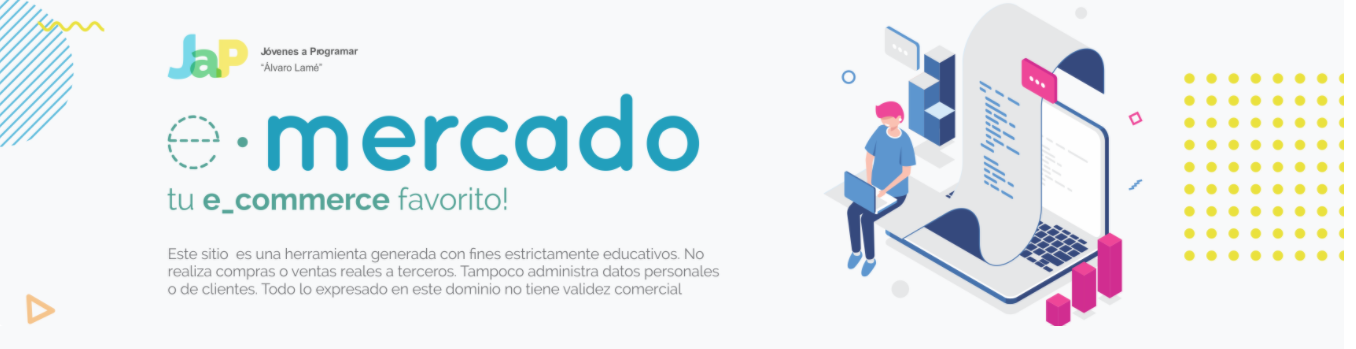 JaP
Jóvenes a Programar
"Álvaro Lamé"
e·mercado
tu e_commerce favorito!
Este sitio es una herramienta generada con fines estrictamente educativos. No
realiza compras o ventas reales a terceros. Tampoco administra datos personales
o de clientes. Todo lo expresado en este dominio no tiene validez comercial